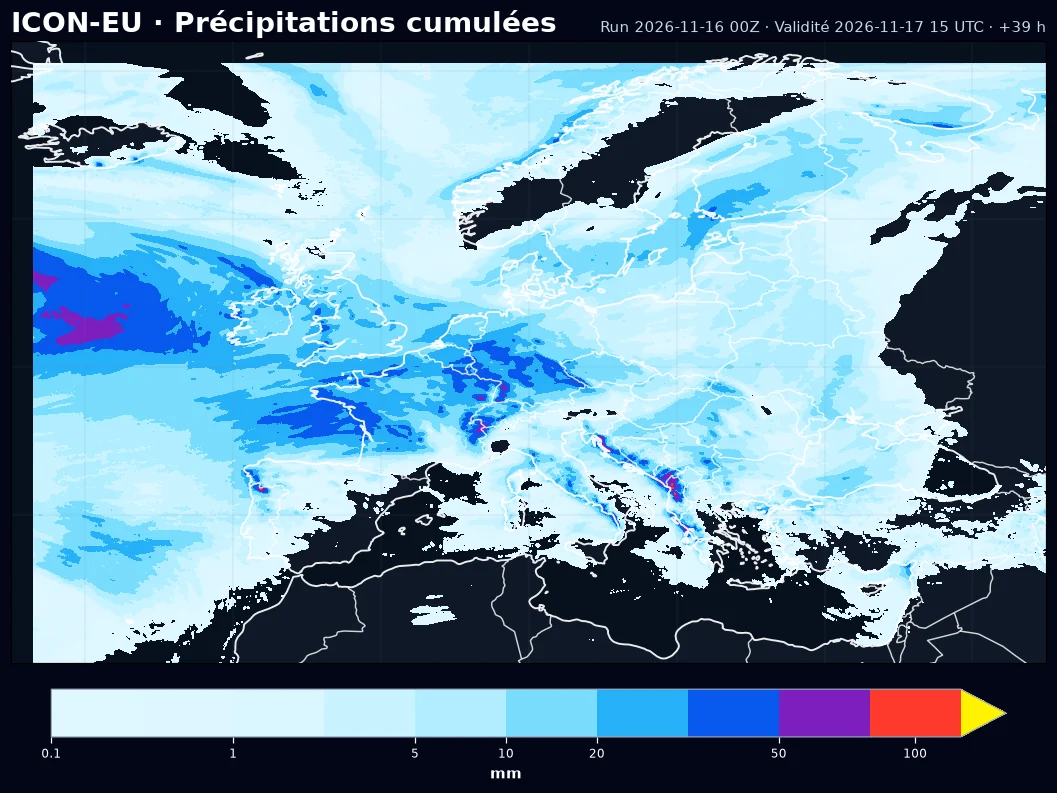 ICON-EU · Précipitations cumulées
Run 2026-11-16 00Z · Validité 2026-11-17 15 UTC · +39 h
0.1 1 5 10 20 50 100
mm